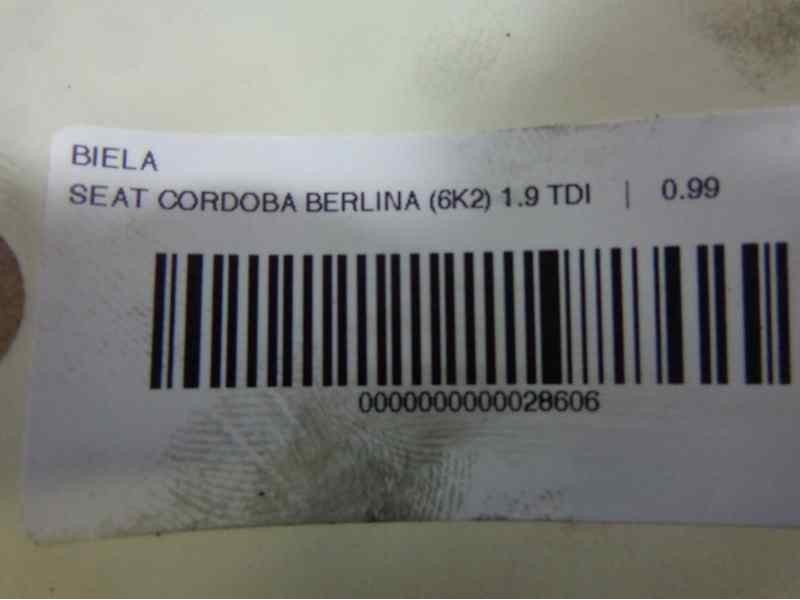 BIELA
SEAT CORDOBA BERLINA (6K2) 1.9 TDI | 0.99
0000000000028606